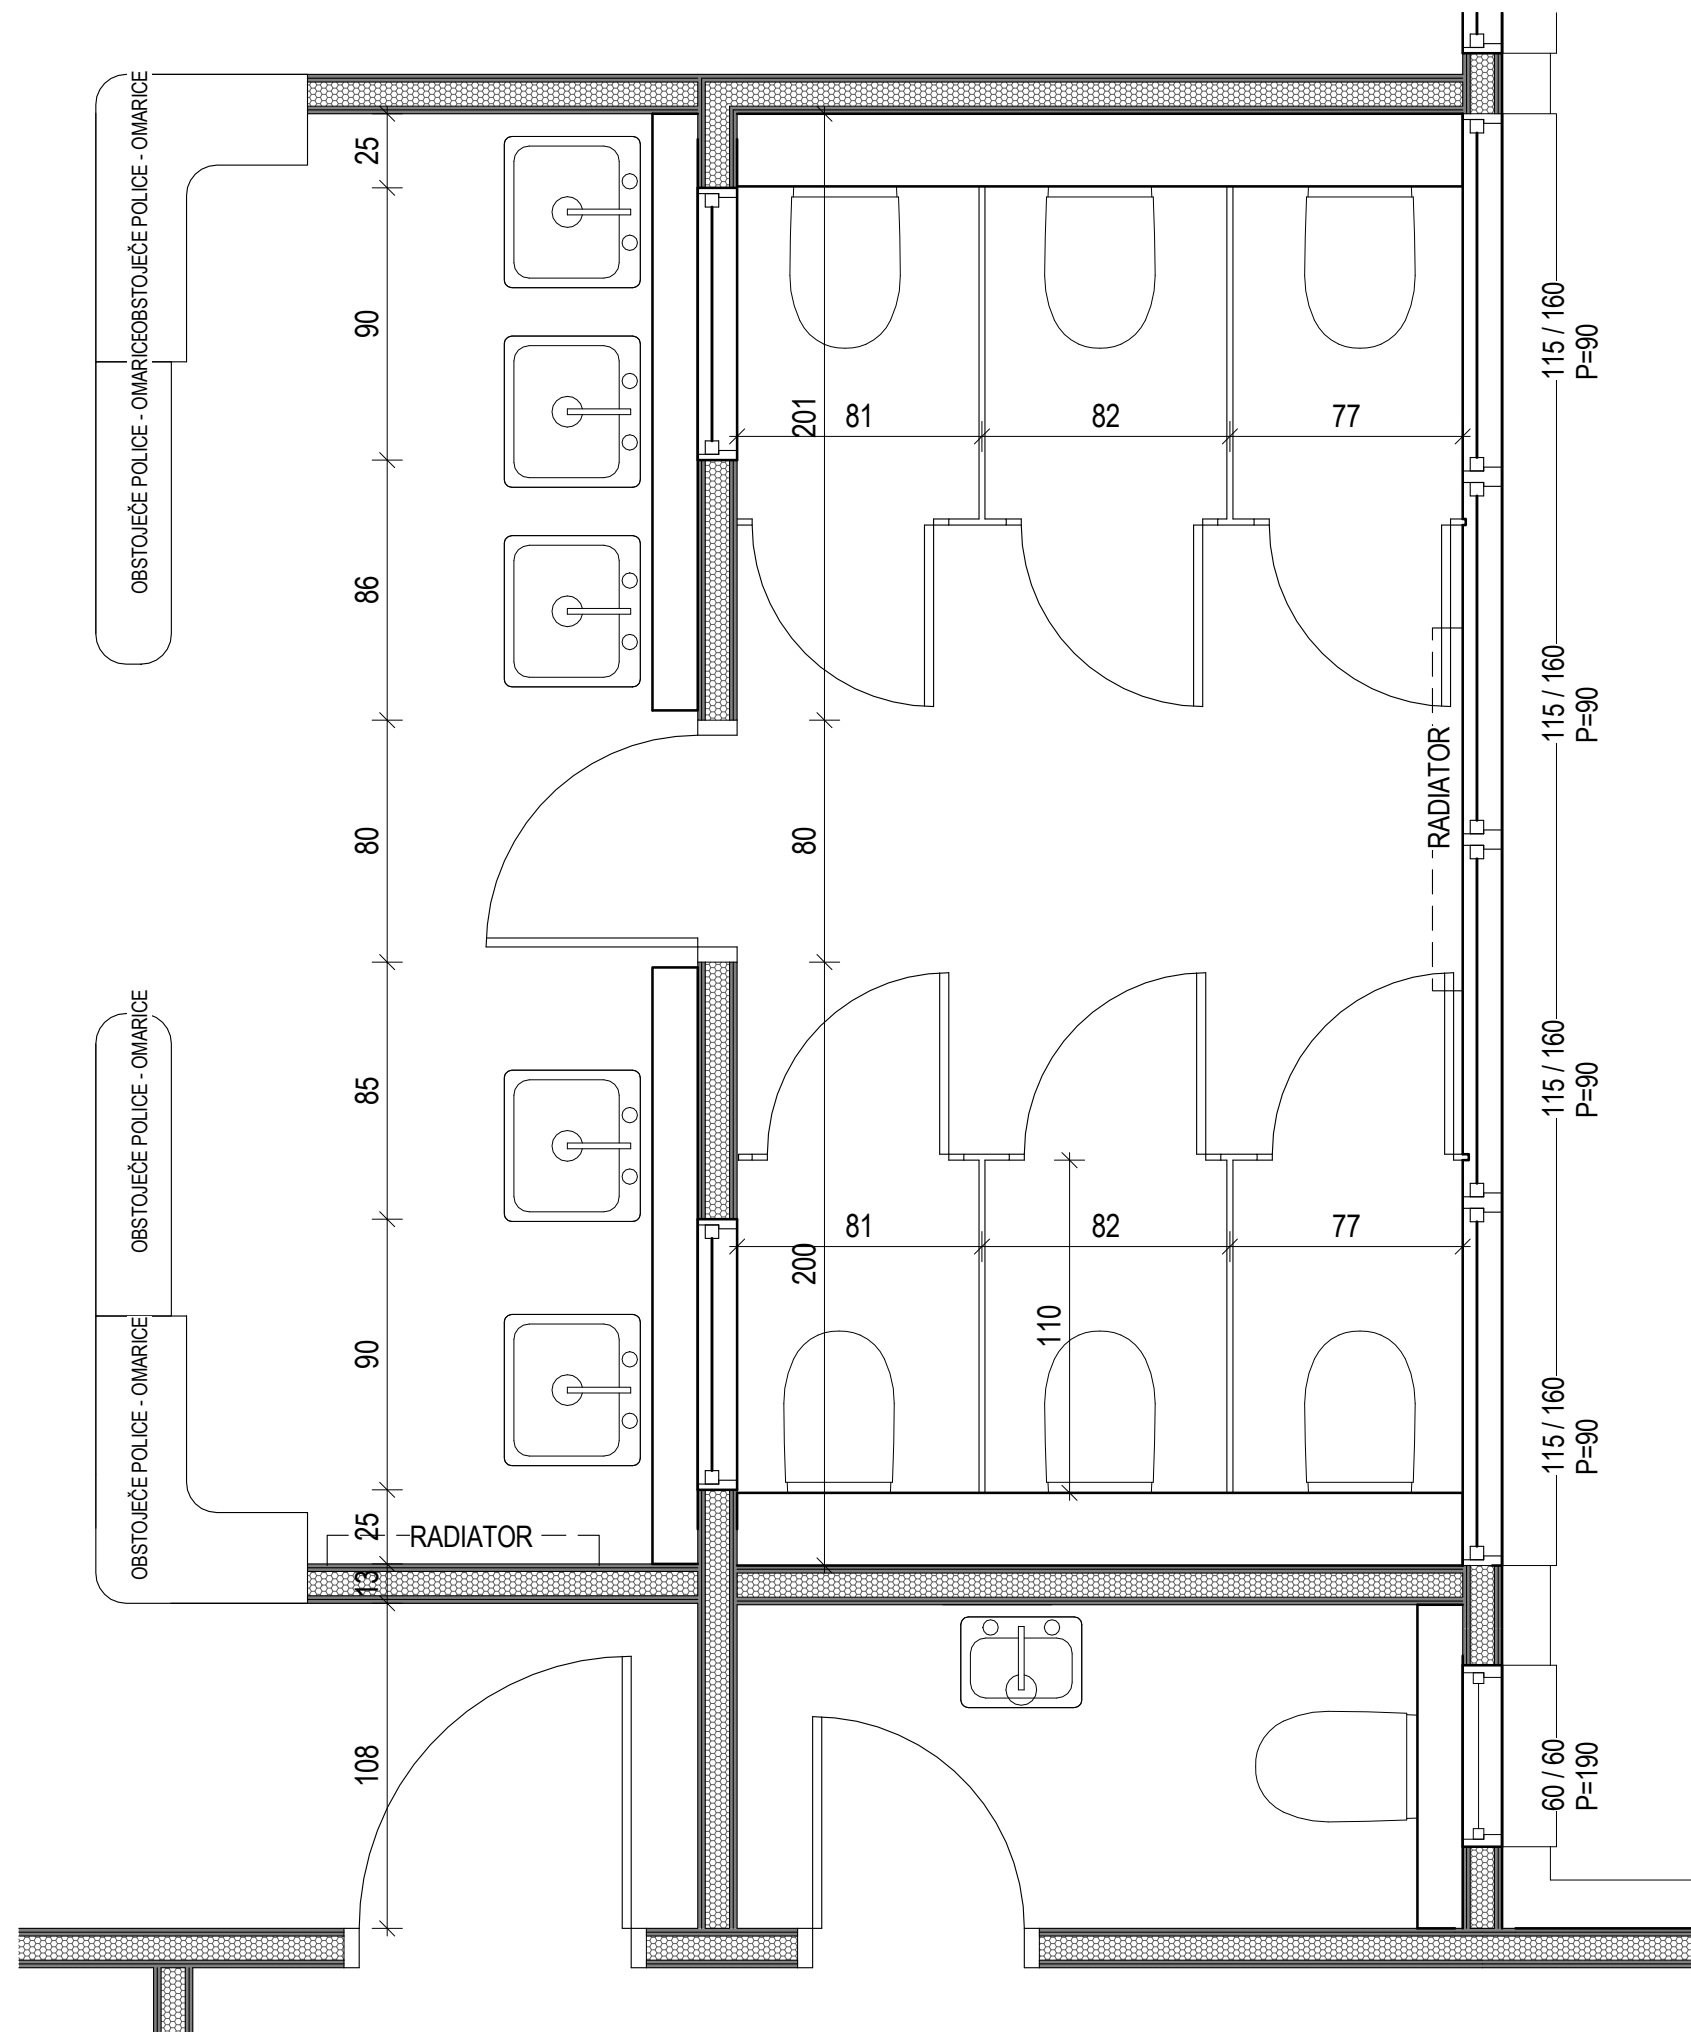 OBSTOJEČE POLICE - OMARICE
OBSTOJEČE POLICE - OMARICE
OBSTOJEČE POLICE - OMARICE
OBSTOJEČE POLICE - OMARICE
25
90
86
80
85
90
25
13
108
201
80
200
81
82
77
81
82
77
110
RADIATOR
RADIATOR
115 / 160
P=90
115 / 160
P=90
115 / 160
P=90
115 / 160
P=90
60 / 60
P=190